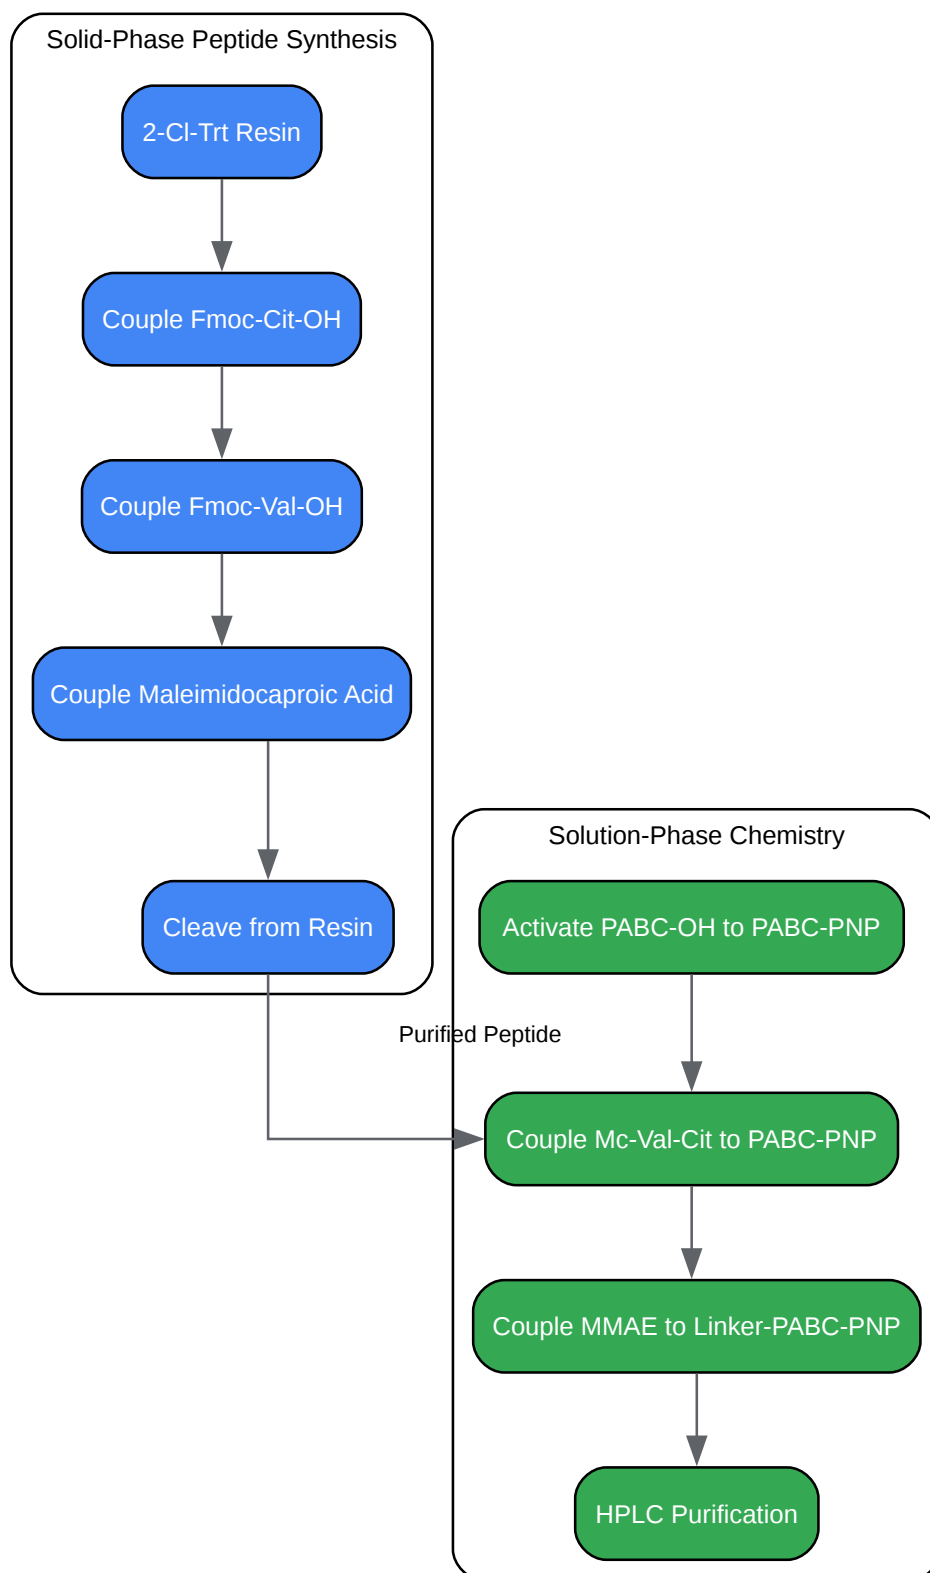 Solid-Phase Peptide Synthesis
2-Cl-Trt Resin
Couple Fmoc-Cit-OH
Couple Fmoc-Val-OH
Couple Maleimidocaproic Acid
Cleave from Resin
Purified Peptide
Solution-Phase Chemistry
Activate PABC-OH to PABC-PNP
Couple Mc-Val-Cit to PABC-PNP
Couple MMAE to Linker-PABC-PNP
HPLC Purification